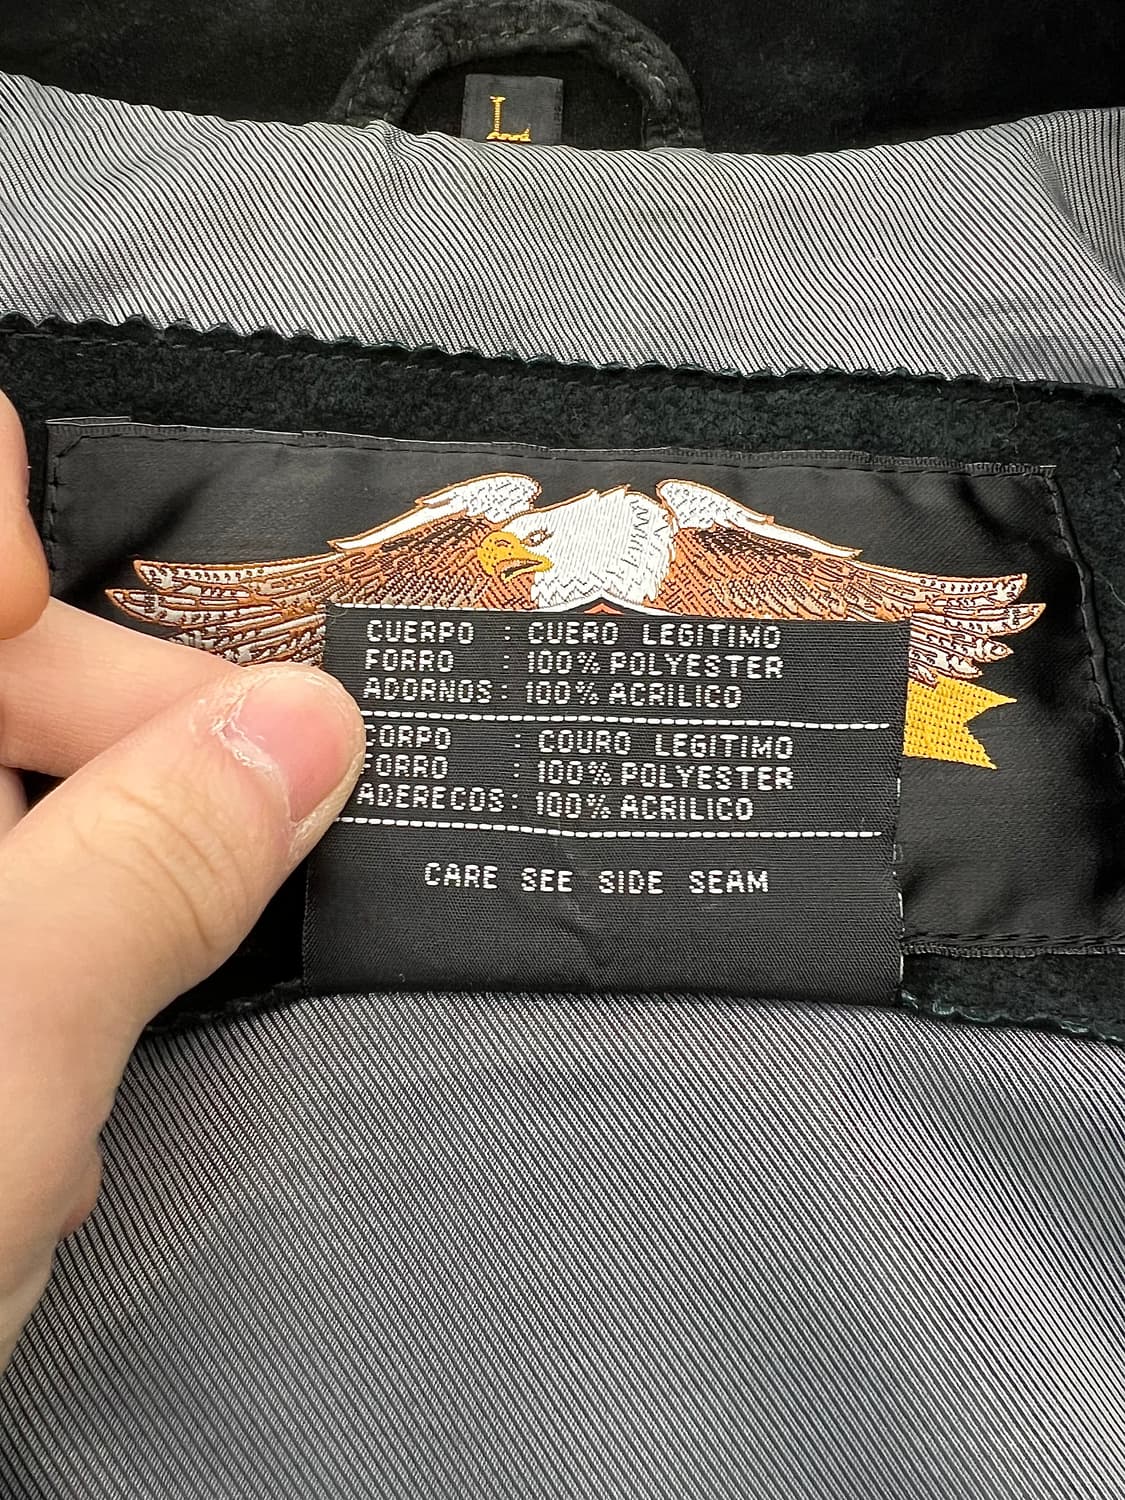 L
CUERPO : CUERO LEGITIMO
FORRO : 100% POLYESTER
ADORNOS : 100% ACRILICO
CORPO : COURO LEGITIMO
FORRO : 100% POLYESTER
ADERECOS : 100% ACRILICO
CARE SEE SIDE SEAM